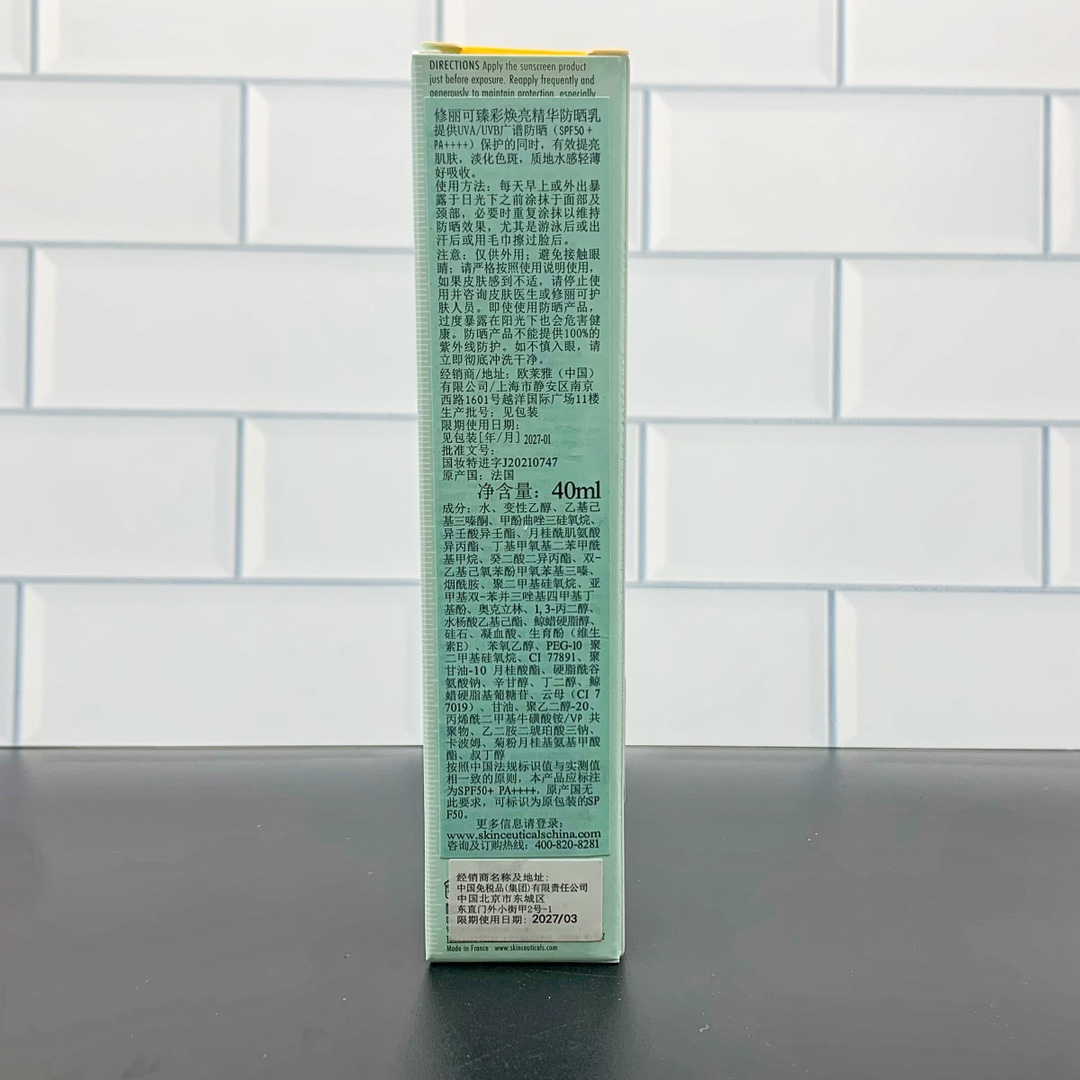 DIRECTIONS Apply the sunscreen product
just before exposure. Reapply frequently and
generously to maintain protection, especially
修丽可臻彩焕亮精华防晒乳
提供UVA/UVB广谱防晒（SPF50 +
PA++++）保护的同时，有效提亮
肌肤，淡化色斑，质地水感轻薄
好吸收。
使用方法：每天早上或外出暴
露于日光下之前涂抹于面部及
颈部，必要时重复涂抹以维持
防晒效果，尤其是游泳后或出
汗后或用毛巾擦过脸后。
注意：仅供外用；避免接触眼
睛；请严格按照使用说明使用，
如果皮肤感到不适，请停止使
用并咨询皮肤医生或修丽可护
肤人员。即使使用防晒产品，
过度暴露在阳光下也会危害健
康。防晒产品不能提供100%的
紫外线防护。如不慎入眼，请
立即彻底冲洗干净。
经销商/地址：欧莱雅（中国）
有限公司/上海市静安区南京
西路1601号越洋国际广场11楼
生产批号：见包装
限期使用日期：
见包装[年/月] 2027-01
批准文号：
国妆特进字J20210747
原产国：法国
净含量：40ml
成分：水、变性乙醇、乙基己
基三嗪酮、甲酚曲唑三硅氧烷、
异壬酸异壬酯、月桂酰肌氨酸
异丙酯、丁基甲氧基二苯甲酰
基甲烷、癸二酸二异丙酯、双-
乙基己氧苯酚甲氧苯基三嗪、
烟酰胺、聚二甲基硅氧烷、亚
甲基双-苯并三唑基四甲基丁
基酚、奥克立林、1,3-丙二醇、
水杨酸乙基己酯、鲸蜡硬脂醇、
硅石、凝血酸、生育酚（维生
素E）、苯氧乙醇、PEG-10 聚
二甲基硅氧烷、CI 77891、聚
甘油-10 月桂酸酯、硬脂酰谷
氨酸钠、辛甘醇、丁二醇、鲸
蜡硬脂基葡糖苷、云母（CI 7
7019）、甘油、聚乙二醇-20、
丙烯酰二甲基牛磺酸铵/VP 共
聚物、乙二胺二琥珀酸三钠、
卡波姆、菊粉月桂基氨基甲酸
酯、叔丁醇
按照中国法规标识值与实测值
相一致的原则，本产品应标注
为SPF50+ PA++++，原产国无
此要求，可标识为原包装的SP
F50。
更多信息请登录：
www.skinceuticalschina.com
咨询及订购热线：400-820-8281
经销商名称及地址：
中国免税品(集团)有限责任公司
中国北京市东城区
东直门外小街甲2号-1
限期使用日期：2027/03
Made in France www.skinceuticals.com